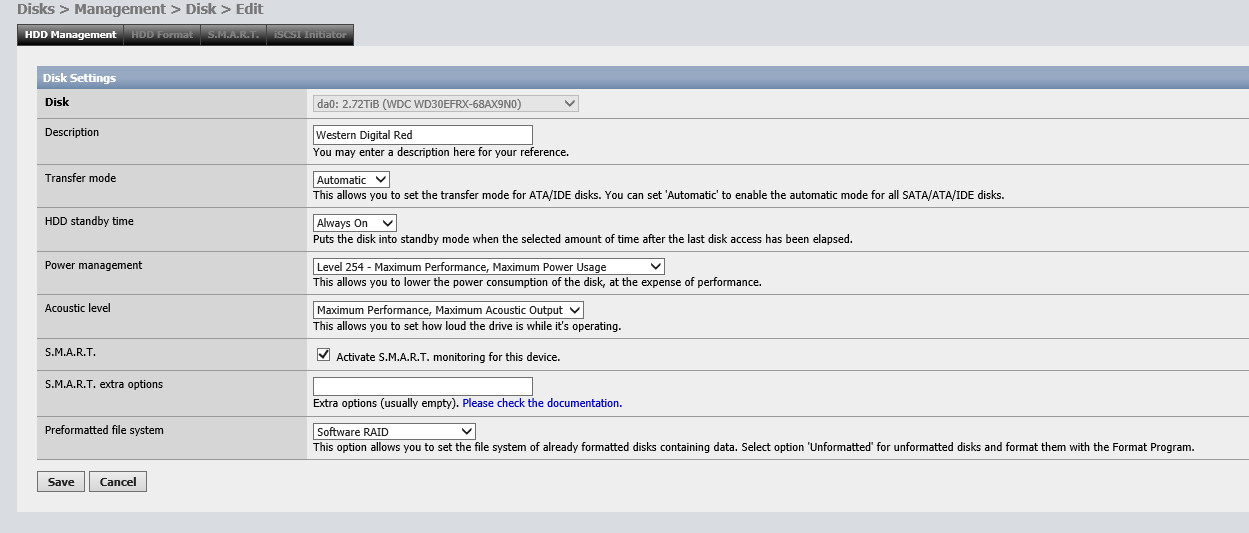 Disks > Management > Disk > Edit
HDD Management HDD Format S.M.A.R.T. iSCSI Initiator
Disk Settings
Disk da0: 2.72TiB (WDC WD30EFRX-68AX9N0)
Description Western Digital Red
You may enter a description here for your reference.
Transfer mode Automatic
This allows you to set the transfer mode for ATA/IDE disks. You can set 'Automatic' to enable the automatic mode for all SATA/ATA/IDE disks.
HDD standby time Always On
Puts the disk into standby mode when the selected amount of time after the last disk access has been elapsed.
Power management Level 254 - Maximum Performance, Maximum Power Usage
This allows you to lower the power consumption of the disk, at the expense of performance.
Acoustic level Maximum Performance, Maximum Acoustic Output
This allows you to set how loud the drive is while it's operating.
S.M.A.R.T. Activate S.M.A.R.T. monitoring for this device.
S.M.A.R.T. extra options
Extra options (usually empty). Please check the documentation.
Preformatted file system Software RAID
This option allows you to set the file system of already formatted disks containing data. Select option 'Unformatted' for unformatted disks and format them with the Format Program.
Save Cancel